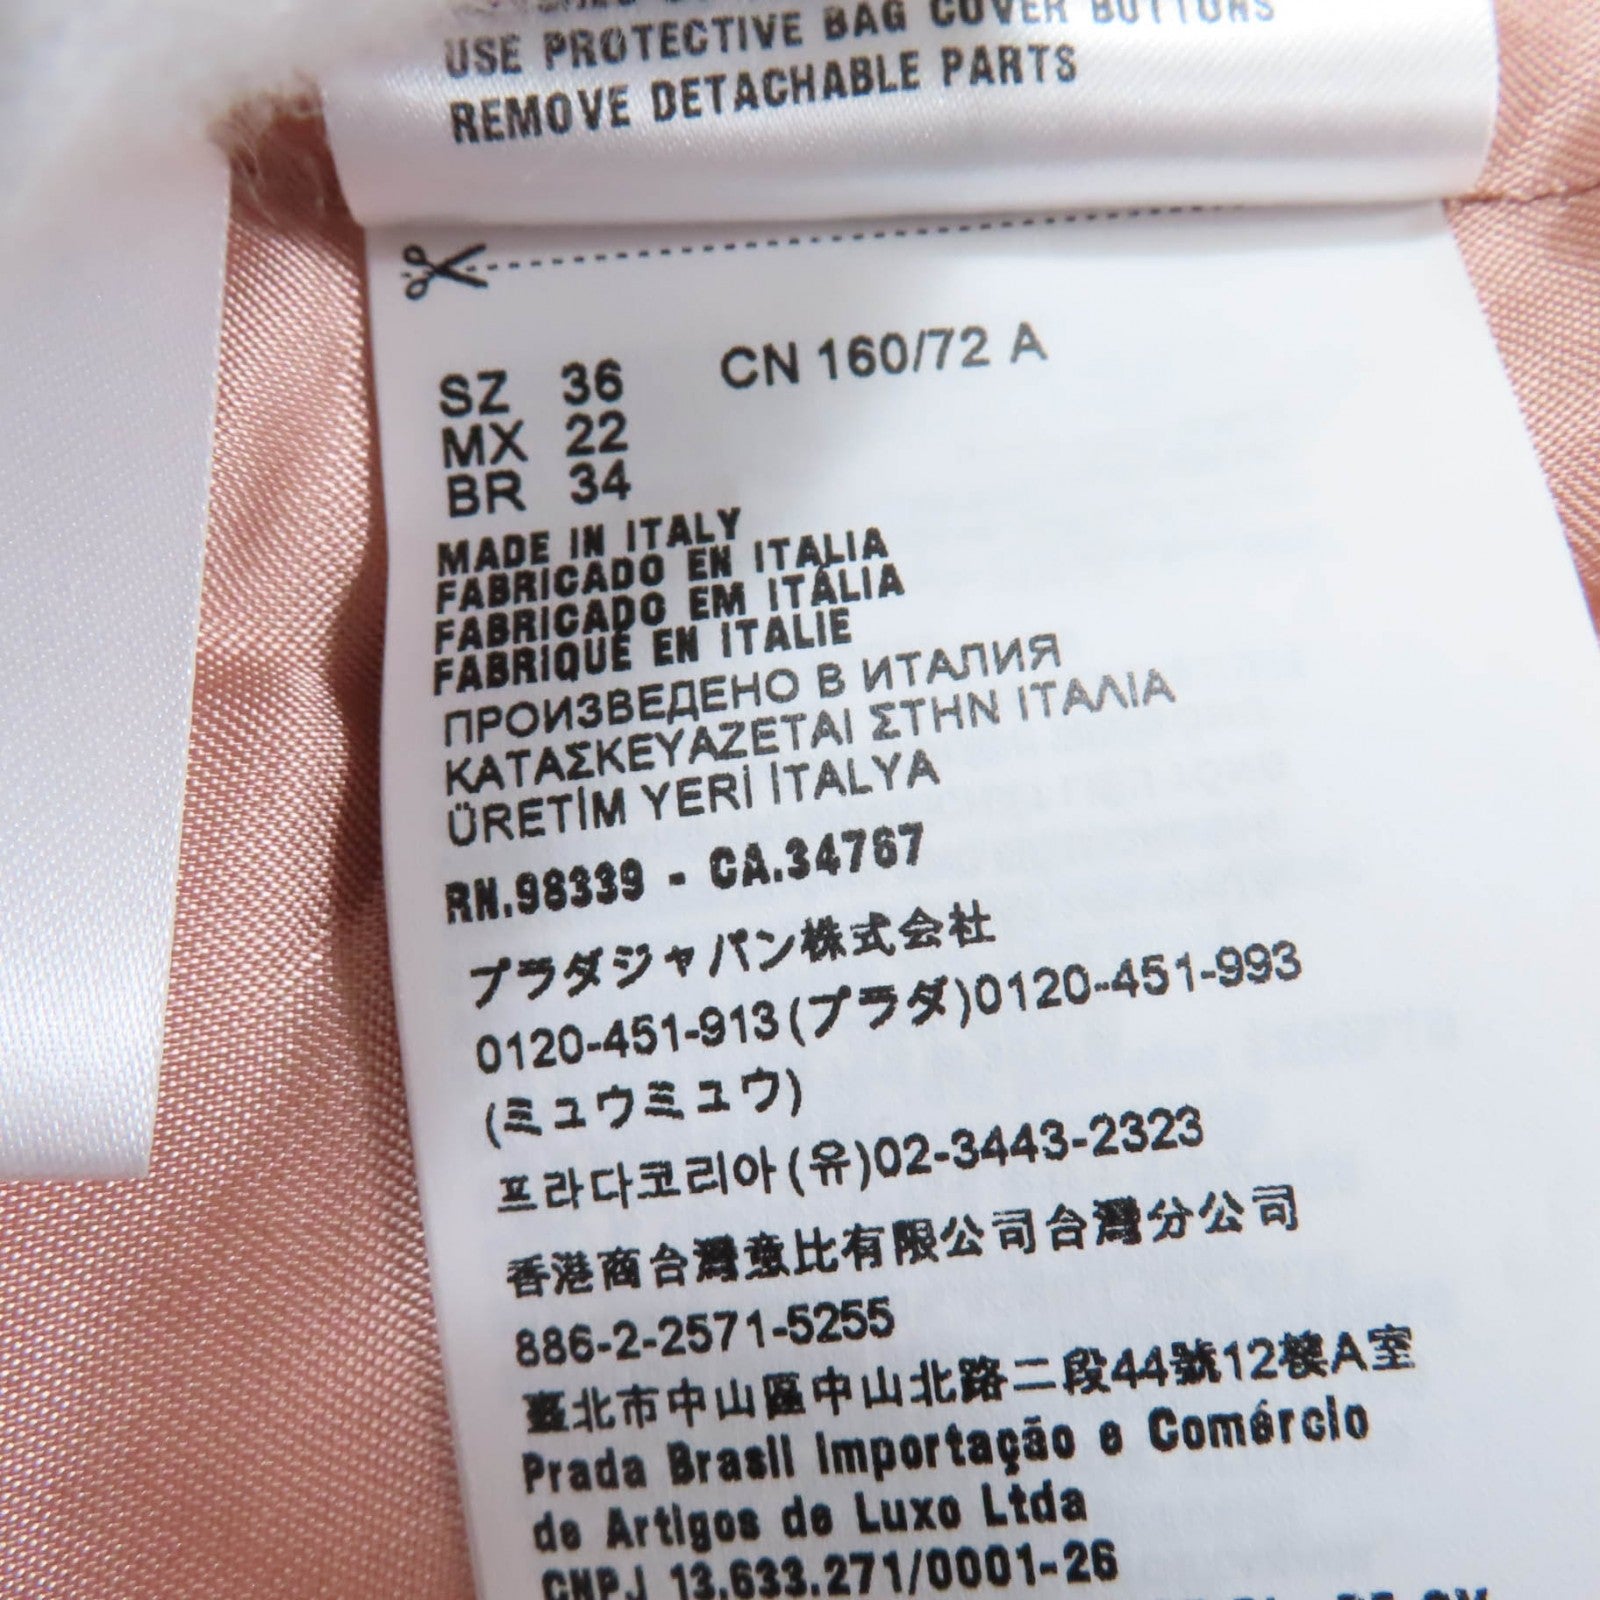 USE PROTECTIVE BAG COVER BUTTONS
REMOVE DETACHABLE PARTS
SZ 36 CN 160/72 A
MX 22
BR 34
MADE IN ITALY
FABRICADO EN ITALIA
FABRICADO EM ITÁLIA
FABRIQUÉ EN ITALIE
ПРОИЗВЕДЕНО В ИТАЛИЯ
ΚΑΤΑΣΚΕΥΑΖΕΤΑΙ ΣΤΗΝ ΙΤΑΛΙΑ
ÜRETİM YERİ İTALYA
RN.98339 - CA.34767
プラダジャパン株式会社
0120-451-913(プラダ)0120-451-993
(ミュウミュウ)
프라다코리아(유)02-3443-2323
香港商台灣意比有限公司台灣分公司
886-2-2571-5255
臺北市中山區中山北路二段44號12樓A室
Prada Brasil Importação e Comércio
de Artigos de Luxo Ltda
CNPJ 13.633.271/0001-26